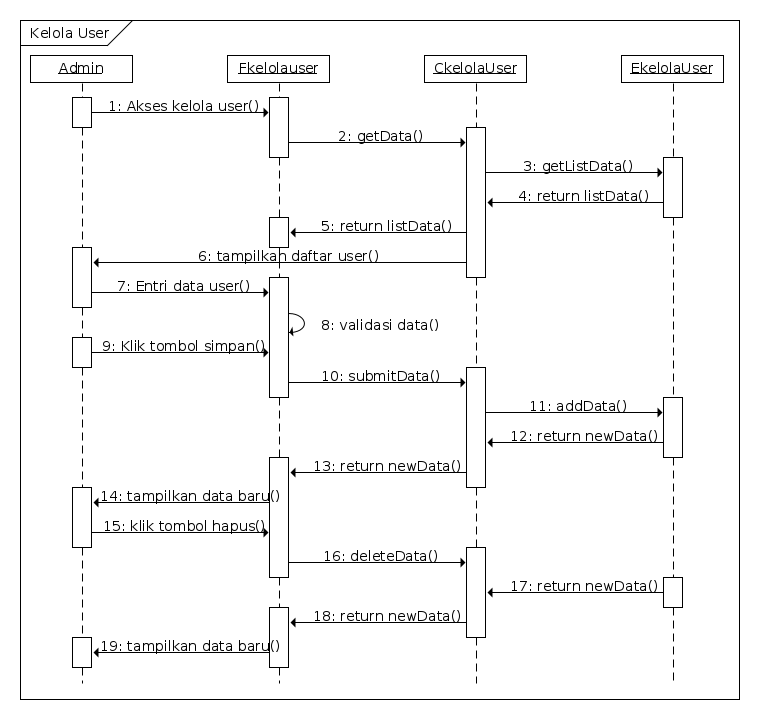 Kelola User
Admin
Fkelolauser
CkelolaUser
EkelolaUser
1: Akses kelola user()
2: getData()
3: getListData()
4: return listData()
5: return listData()
6: tampilkan daftar user()
7: Entri data user()
8: validasi data()
9: Klik tombol simpan()
10: submitData()
11: addData()
12: return newData()
13: return newData()
14: tampilkan data baru()
15: klik tombol hapus()
16: deleteData()
17: return newData()
18: return newData()
19: tampilkan data baru()